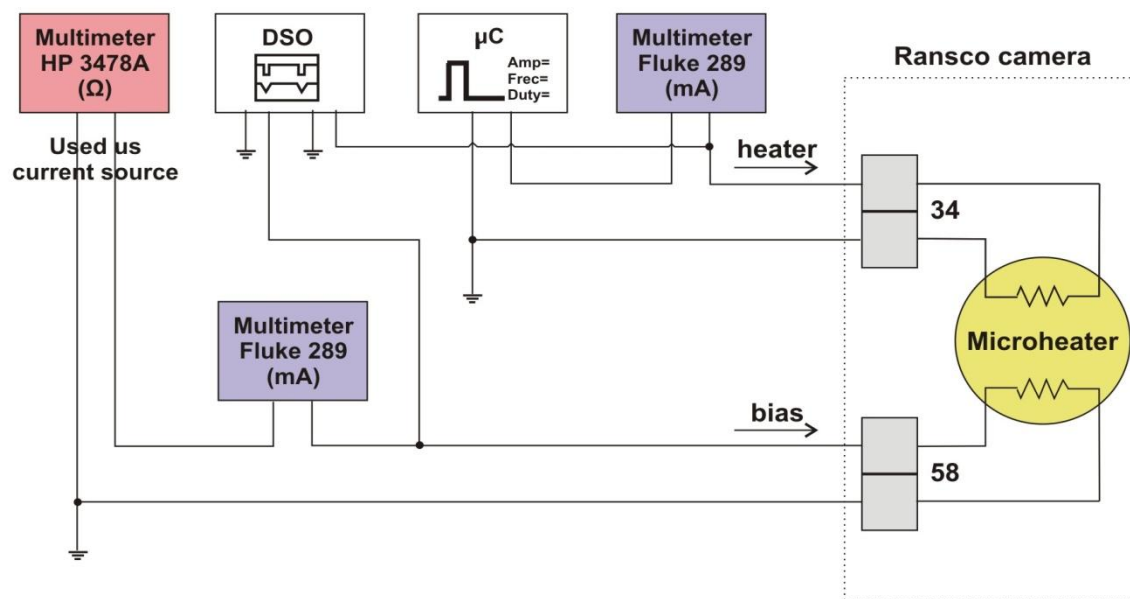 Multimeter
HP 3478A
(Ω)
Used us
current source
DSO
µC
Amp=
Frec=
Duty=
Multimeter
Fluke 289
(mA)
Ransco camera
heater
34
Multimeter
Fluke 289
(mA)
Microheater
bias
58